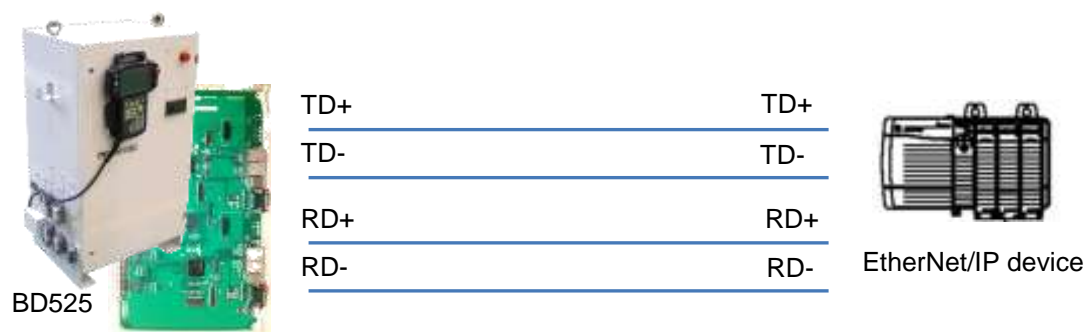 TD+ TD+
TD- TD-
RD+ RD+
RD- RD-
EtherNet/IP device
BD525